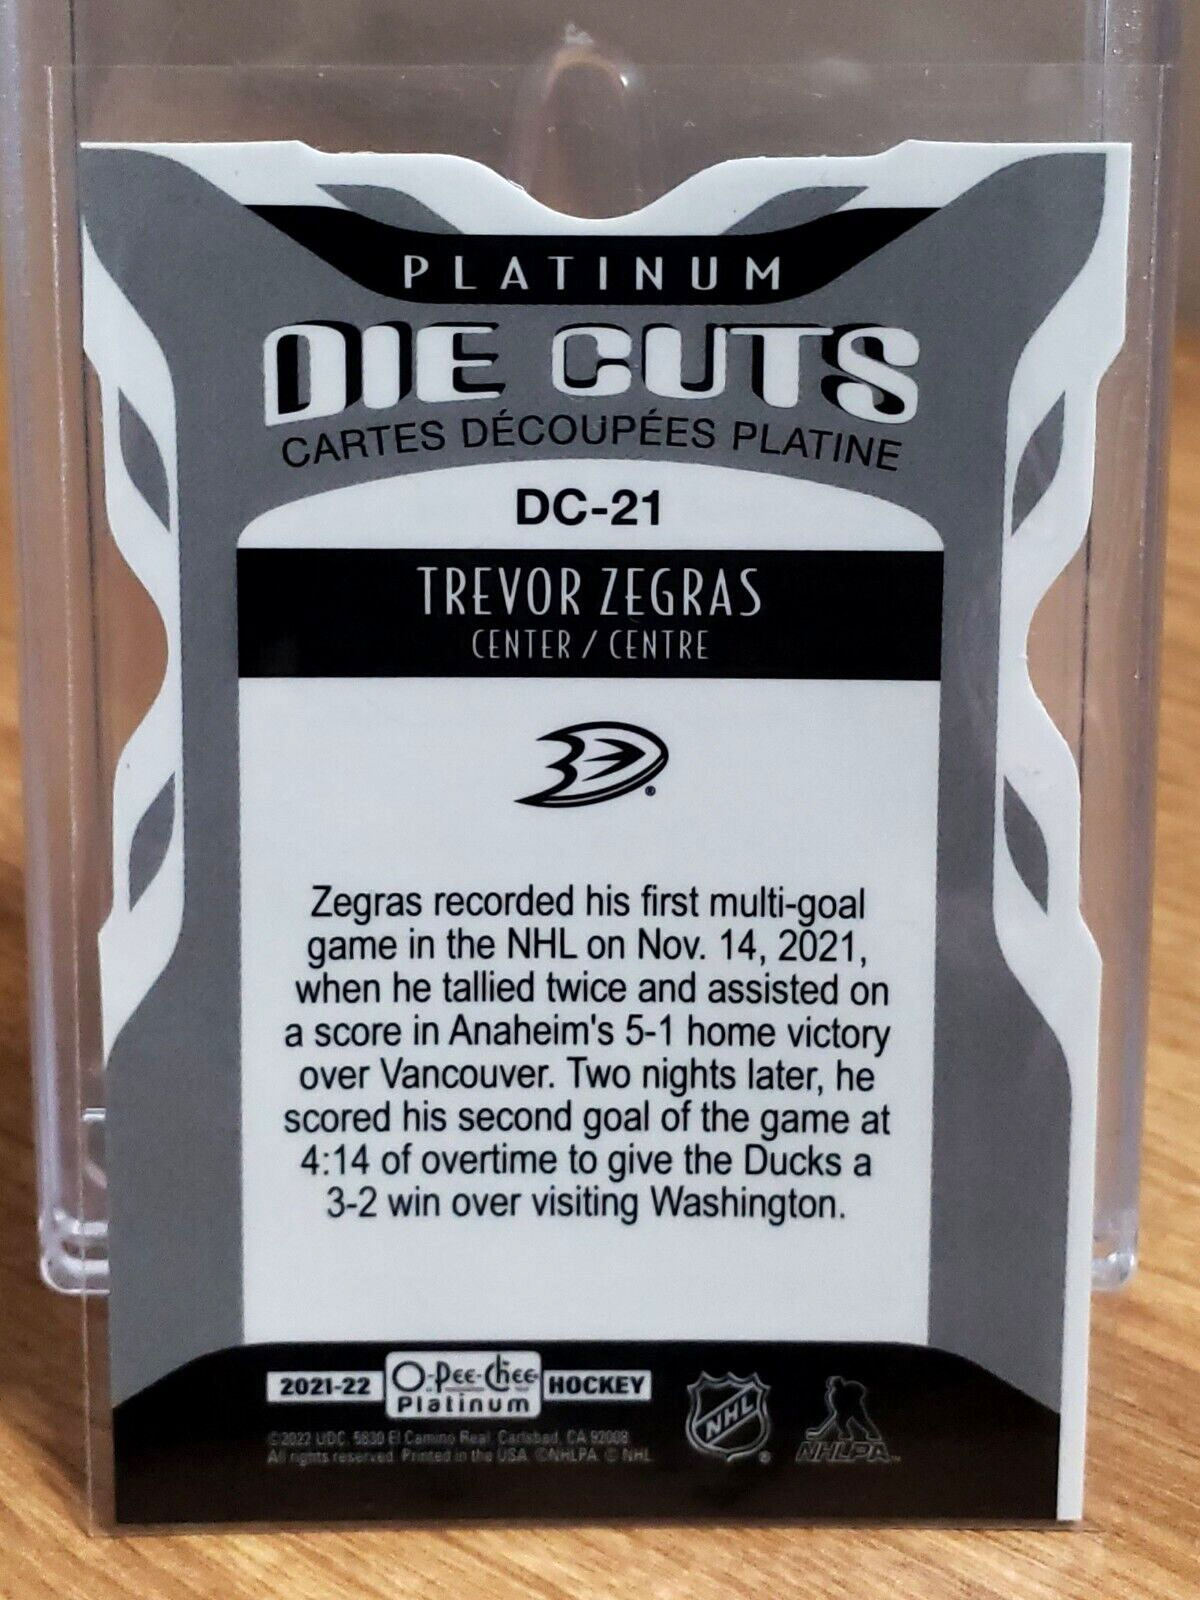 PLATINUM
DIE CUTS
CARTES DÉCOUPÉES PLATINE
DC-21
TREVOR ZEGRAS
CENTER / CENTRE
®
Zegras recorded his first multi-goal
game in the NHL on Nov. 14, 2021,
when he tallied twice and assisted on
a score in Anaheim's 5-1 home victory
over Vancouver. Two nights later, he
scored his second goal of the game at
4:14 of overtime to give the Ducks a
3-2 win over visiting Washington.
2021-22 O-Pee-Chee Platinum HOCKEY
©2022 UDC. 5830 El Camino Real, Carlsbad, CA 92008.
All rights reserved. Printed in the USA. ©NHLPA. © NHL
NHL ®
NHLPA™